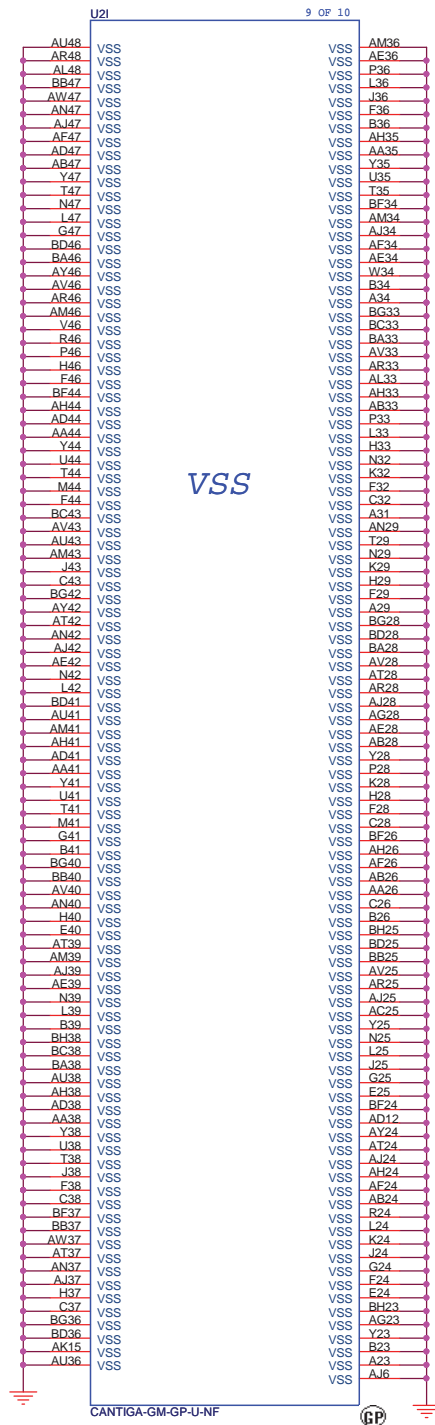 U2I 9 OF 10
AU48 VSS VSS AM36
AR48 VSS VSS AE36
AL48 VSS VSS P36
BB47 VSS VSS L36
AW47 VSS VSS J36
AN47 VSS VSS F36
AJ47 VSS VSS B36
AF47 VSS VSS AH35
AD47 VSS VSS AA35
AB47 VSS VSS Y35
Y47 VSS VSS U35
T47 VSS VSS T35
N47 VSS VSS BF34
L47 VSS VSS AM34
G47 VSS VSS AJ34
BD46 VSS VSS AF34
BA46 VSS VSS AE34
AY46 VSS VSS W34
AV46 VSS VSS B34
AR46 VSS VSS A34
AM46 VSS VSS BG33
V46 VSS VSS BC33
R46 VSS VSS BA33
P46 VSS VSS AV33
H46 VSS VSS AR33
F46 VSS VSS AL33
BF44 VSS VSS AH33
AH44 VSS VSS AB33
AD44 VSS VSS P33
AA44 VSS VSS L33
Y44 VSS VSS H33
U44 VSS VSS N32
T44 VSS VSS K32
VSS
M44 VSS VSS F32
F44 VSS VSS C32
BC43 VSS VSS A31
AV43 VSS VSS AN29
AU43 VSS VSS T29
AM43 VSS VSS N29
J43 VSS VSS K29
C43 VSS VSS H29
BG42 VSS VSS F29
AY42 VSS VSS A29
AT42 VSS VSS BG28
AN42 VSS VSS BD28
AJ42 VSS VSS BA28
AE42 VSS VSS AV28
N42 VSS VSS AT28
L42 VSS VSS AR28
BD41 VSS VSS AJ28
AU41 VSS VSS AG28
AM41 VSS VSS AE28
AH41 VSS VSS AB28
AD41 VSS VSS Y28
AA41 VSS VSS P28
Y41 VSS VSS K28
U41 VSS VSS H28
T41 VSS VSS F28
M41 VSS VSS C28
G41 VSS VSS BF26
B41 VSS VSS AH26
BG40 VSS VSS AF26
BB40 VSS VSS AB26
AV40 VSS VSS AA26
AN40 VSS VSS C26
H40 VSS VSS B26
E40 VSS VSS BH25
AT39 VSS VSS BD25
AM39 VSS VSS BB25
AJ39 VSS VSS AV25
AE39 VSS VSS AR25
N39 VSS VSS AJ25
L39 VSS VSS AC25
B39 VSS VSS Y25
BH38 VSS VSS N25
BC38 VSS VSS L25
BA38 VSS VSS J25
AU38 VSS VSS G25
AH38 VSS VSS E25
AD38 VSS VSS BF24
AA38 VSS VSS AD12
Y38 VSS VSS AY24
U38 VSS VSS AT24
T38 VSS VSS AJ24
J38 VSS VSS AH24
F38 VSS VSS AF24
C38 VSS VSS AB24
BF37 VSS VSS R24
BB37 VSS VSS L24
AW37 VSS VSS K24
AT37 VSS VSS J24
AN37 VSS VSS G24
AJ37 VSS VSS F24
H37 VSS VSS E24
C37 VSS VSS BH23
BG36 VSS VSS AG23
BD36 VSS VSS Y23
AK15 VSS VSS B23
AU36 VSS VSS A23
VSS AJ6
CANTIGA-GM-GP-U-NF GP